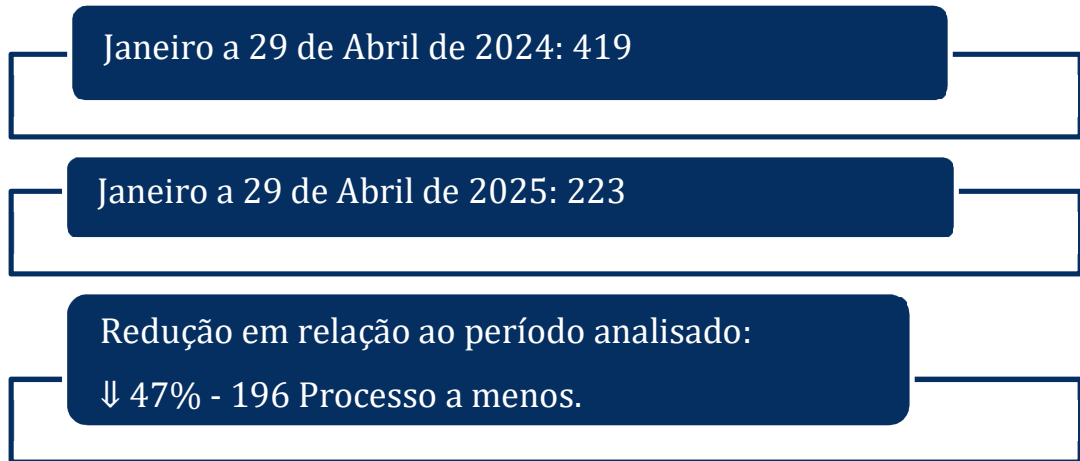 Janeiro a 29 de Abril de 2024: 419
Janeiro a 29 de Abril de 2025: 223
Redução em relação ao período analisado:
⇓ 47% - 196 Processo a menos.